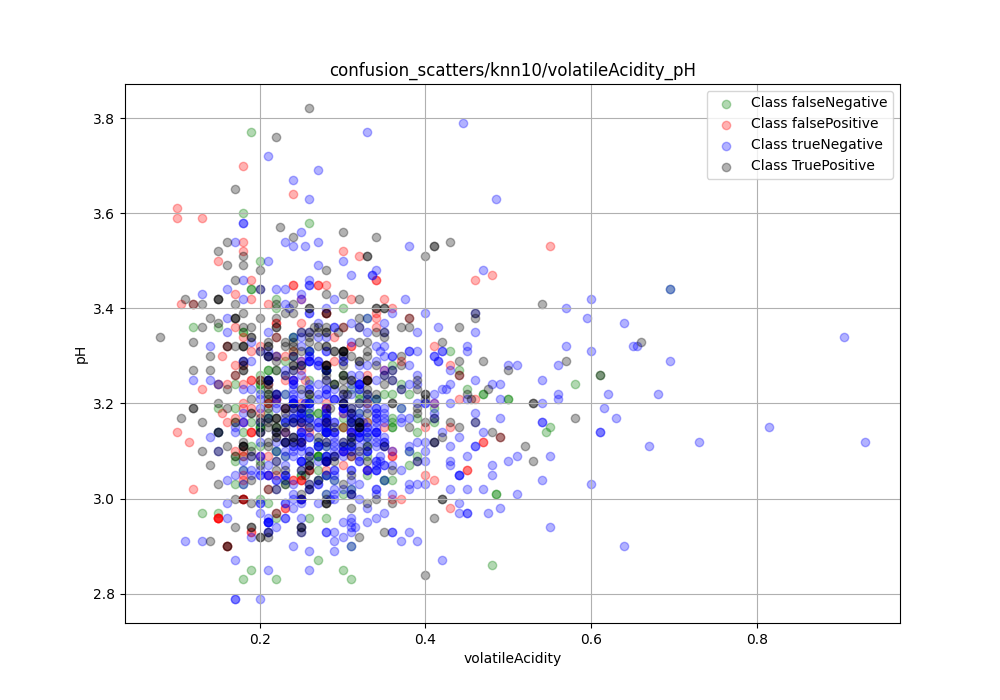 confusion_scatters/knn10/volatileAcidity_pH
Class falseNegative
Class falsePositive
Class trueNegative
Class TruePositive
3.8
3.6
3.4
3.2
3.0
2.8
pH
0.2 0.4 0.6 0.8
volatileAcidity